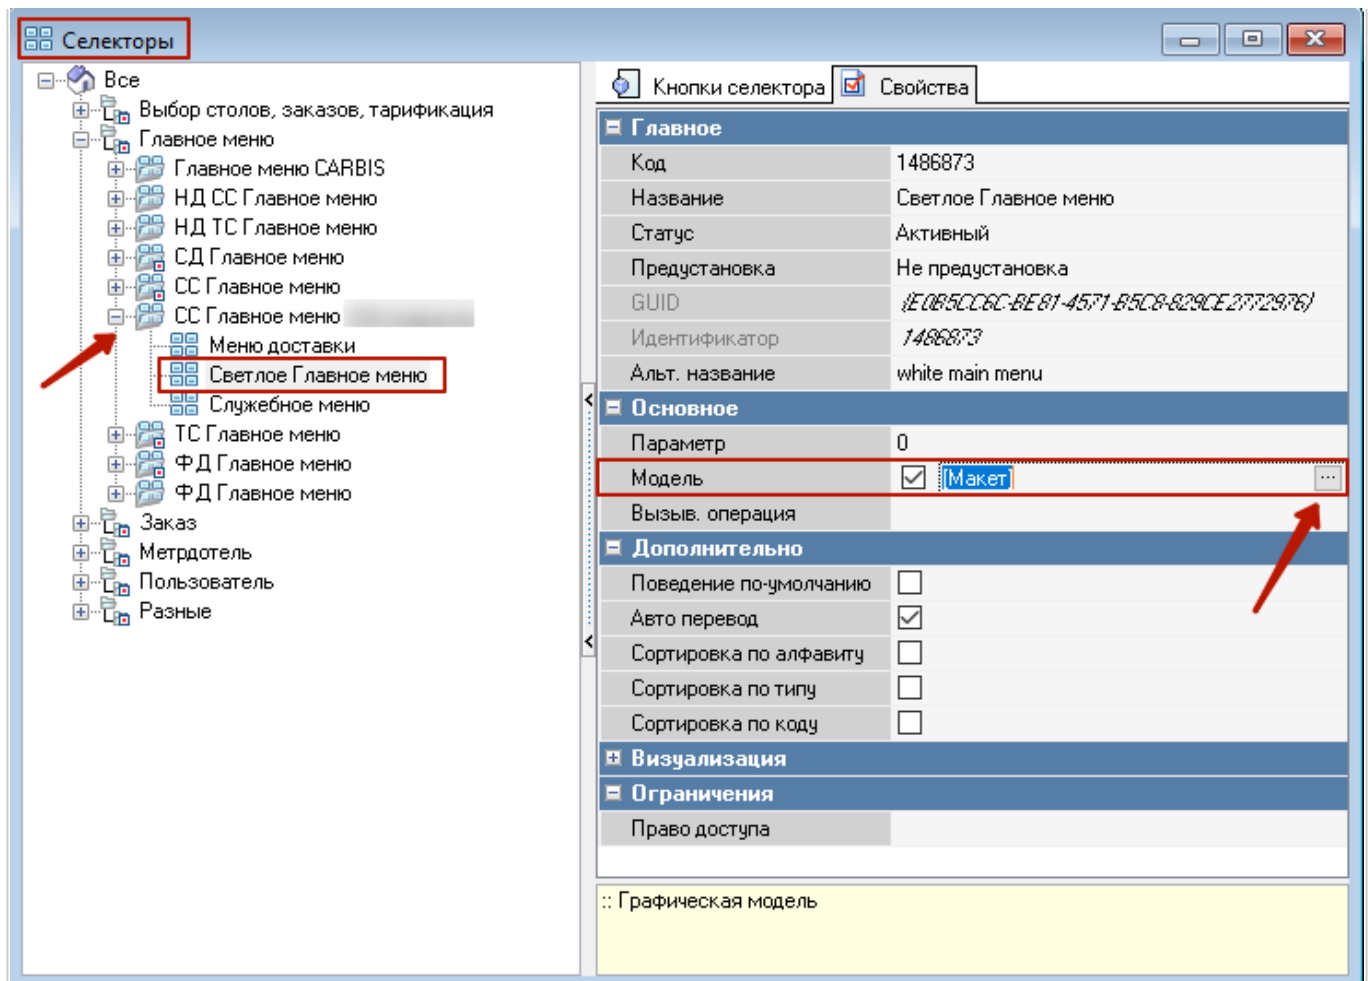 Селекторы
Все
Выбор столов, заказов, тарификация
Главное меню
Главное меню CARBIS
НД СС Главное меню
НД ТС Главное меню
СД Главное меню
СС Главное меню
СС Главное меню
Меню доставки
Светлое Главное меню
Служебное меню
ТС Главное меню
ФД Главное меню
ФД Главное меню
Заказ
Метрдотель
Пользователь
Разные
Кнопки селектора Свойства
Главное
Код 1486873
Название Светлое Главное меню
Статус Активный
Предустановка Не предустановка
GUID {E0B5CC6C-BE81-4571-B5C8-829CE2772976}
Идентификатор 1486873
Альт. название white main menu
Основное
Параметр 0
Модель [Макет] ...
Вызыв. операция
Дополнительно
Поведение по-умолчанию
Авто перевод
Сортировка по алфавиту
Сортировка по типу
Сортировка по коду
Визуализация
Ограничения
Право доступа
:: Графическая модель